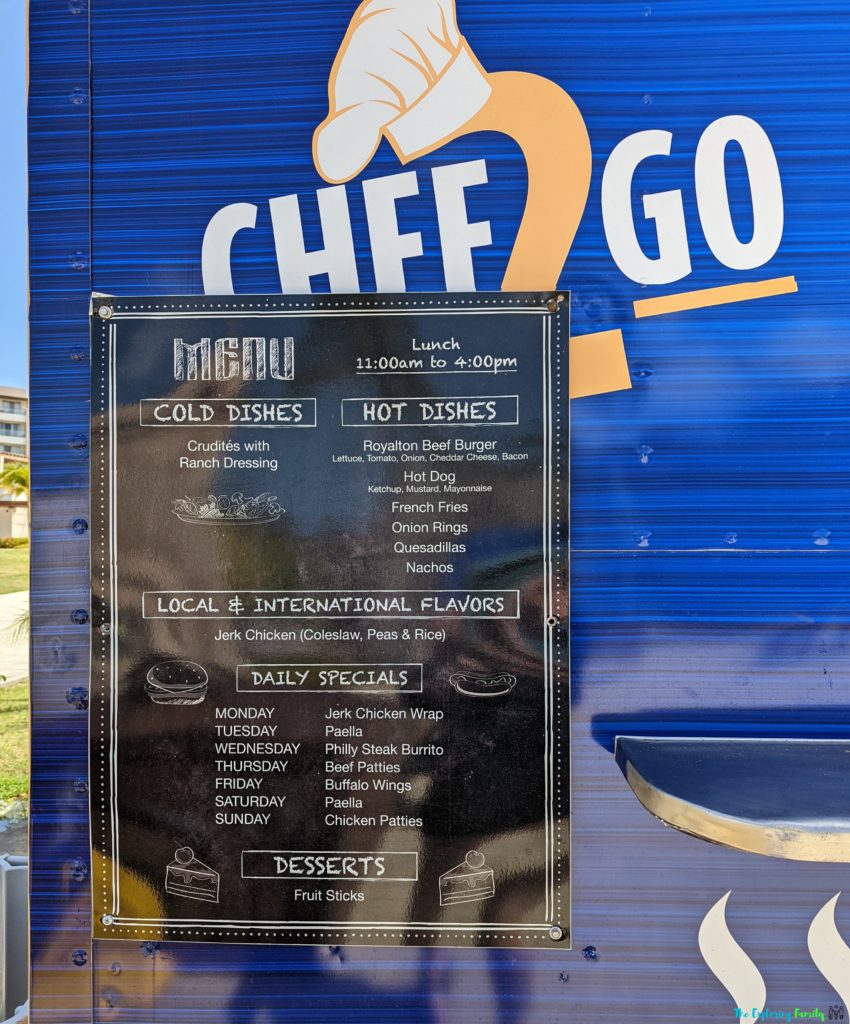 CHEF 2 GO
MENU
Lunch
11:00am to 4:00pm
COLD DISHES
Crudités with
Ranch Dressing
HOT DISHES
Royalton Beef Burger
Lettuce, Tomato, Onion, Cheddar Cheese, Bacon
Hot Dog
Ketchup, Mustard, Mayonnaise
French Fries
Onion Rings
Quesadillas
Nachos
LOCAL & INTERNATIONAL FLAVORS
Jerk Chicken (Coleslaw, Peas & Rice)
DAILY SPECIALS
MONDAY Jerk Chicken Wrap
TUESDAY Paella
WEDNESDAY Philly Steak Burrito
THURSDAY Beef Patties
FRIDAY Buffalo Wings
SATURDAY Paella
SUNDAY Chicken Patties
DESSERTS
Fruit Sticks
The Exploring Family